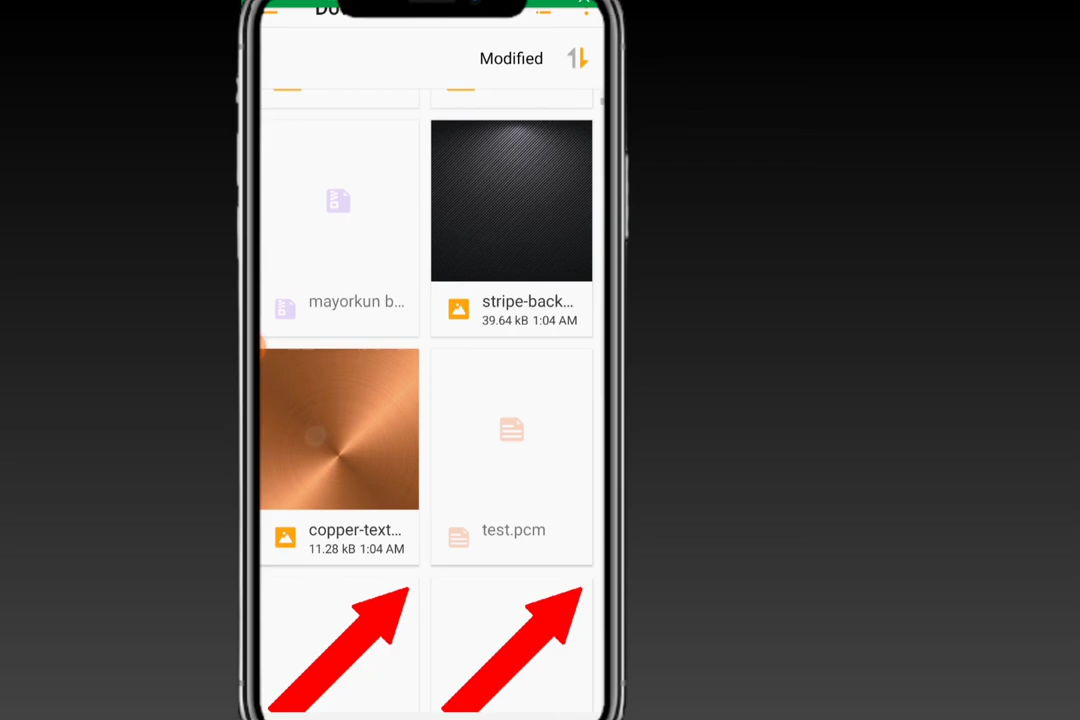 Modified
mayorkun b...
stripe-back...
39.64 kB 1:04 AM
copper-text...
11.28 kB 1:04 AM
test.pcm